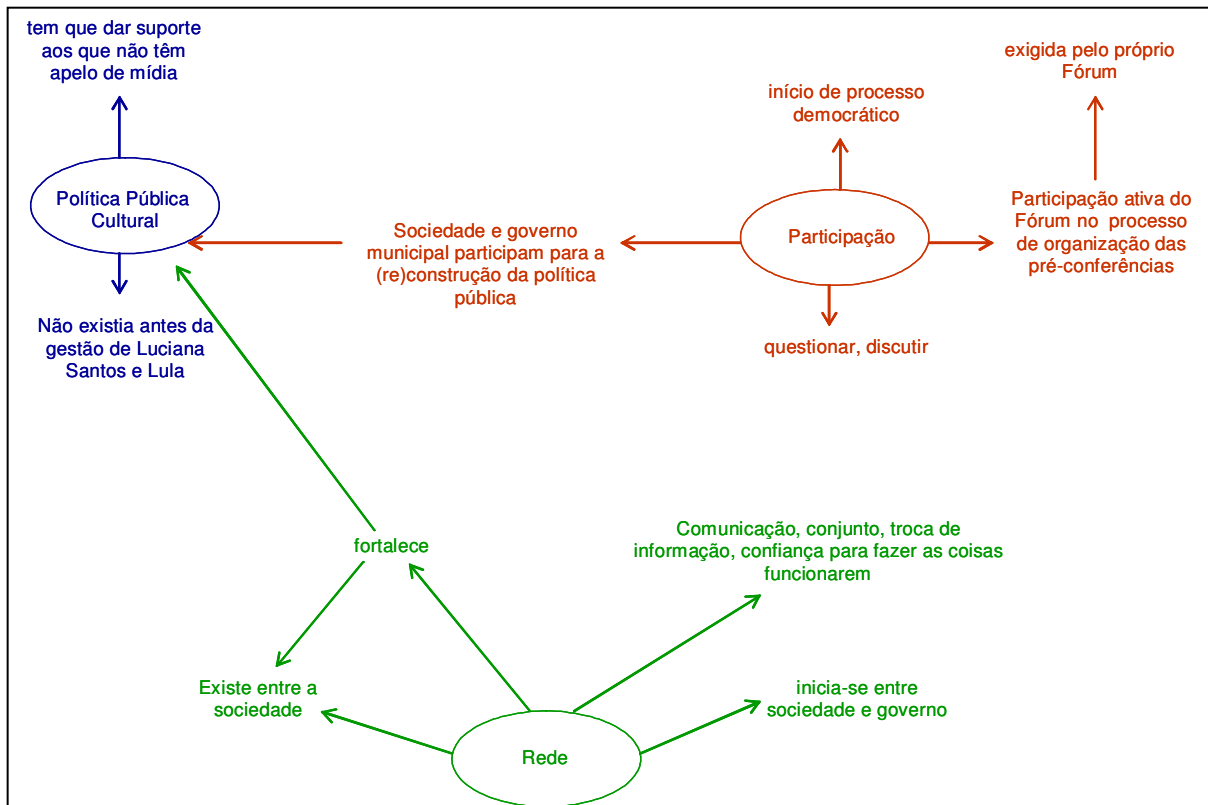 tem que dar suporte
aos que não têm
apelo de mídia
Política Pública
Cultural
Não existia antes da
gestão de Luciana
Santos e Lula
Sociedade e governo
municipal participam para a
(re)construção da política
pública
início de processo
democrático
Participação
questionar, discutir
exigida pelo próprio
Fórum
Participação ativa do
Fórum no processo
de organização das
pré-conferências
fortalece
Comunicação, conjunto, troca de
informação, confiança para fazer as coisas
funcionarem
Existe entre a
sociedade
inicia-se entre
sociedade e governo
Rede